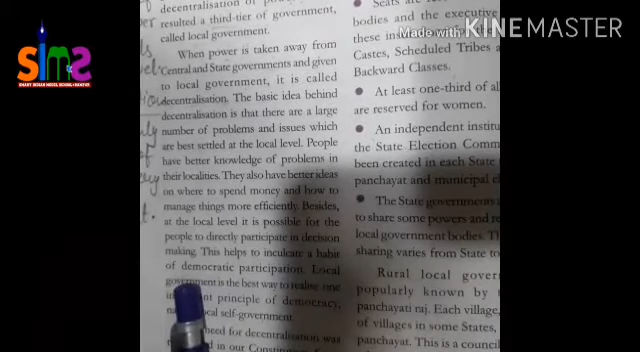 decentralisation of
resulted a third-tier of government,
called local government.
When power is taken away from
Central and State governments and given
to local government, it is called
decentralisation. The basic idea behind
decentralisation is that there are a large
number of problems and issues which
are best settled at the local level. People
have better knowledge of problems in
their localities. They also have better ideas
on where to spend money and how to
manage things more efficiently. Besides,
at the local level it is possible for the
people to directly participate in decision
making. This helps to inculcate a habit
of democratic participation. Local
government is the best way to realise one
principle of democracy,
local self-government.
need for decentralisation was
in our
Seats are
bodies and the executive
these
Castes, Scheduled Tribes a
Backward Classes.
At least one-third of al
are reserved for women.
An independent institu
the State Election Comm
been created in each State
panchayat and municipal el
The State governments a
to share some powers and re
local government bodies. Th
sharing varies from State to
Rural local gover
popularly known by
panchayati raj. Each village,
of villages in some States,
panchayat. This is a council
Made with KINEMASTER
SIMS
SMART INDIAN MODEL SCHOOL